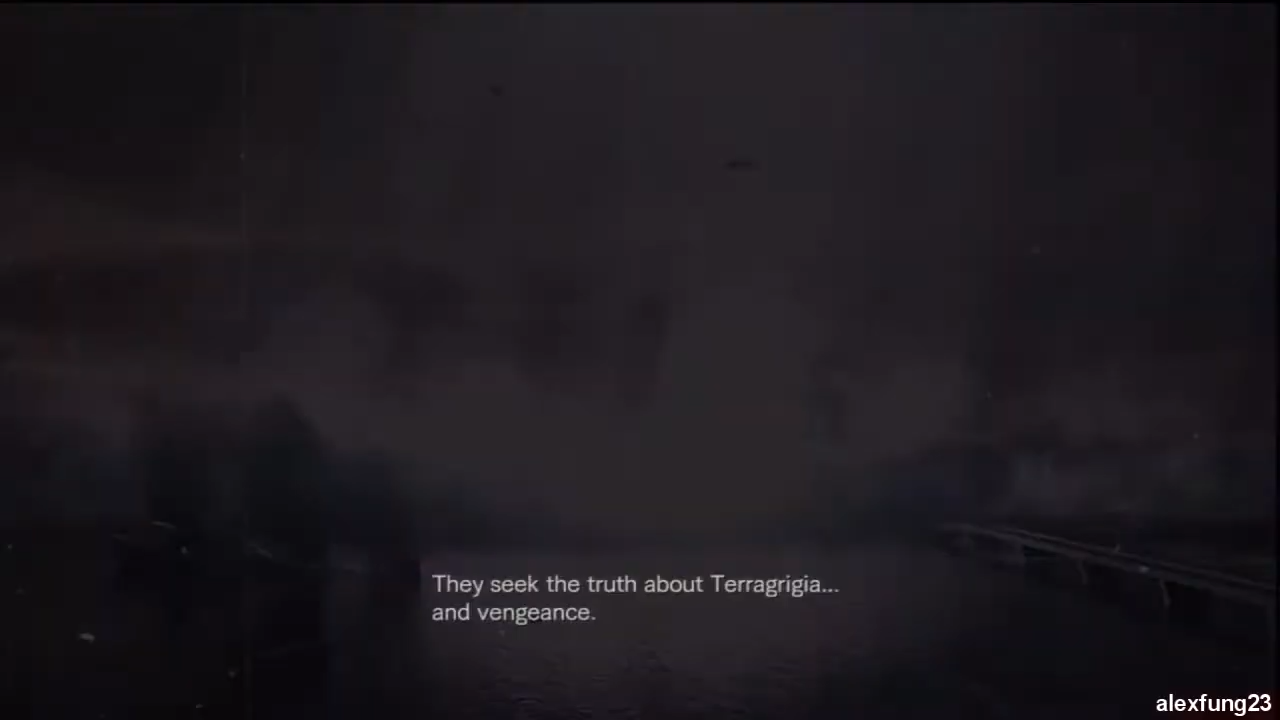 They seek the truth about Terragrigia...
and vengeance.
alexfung23